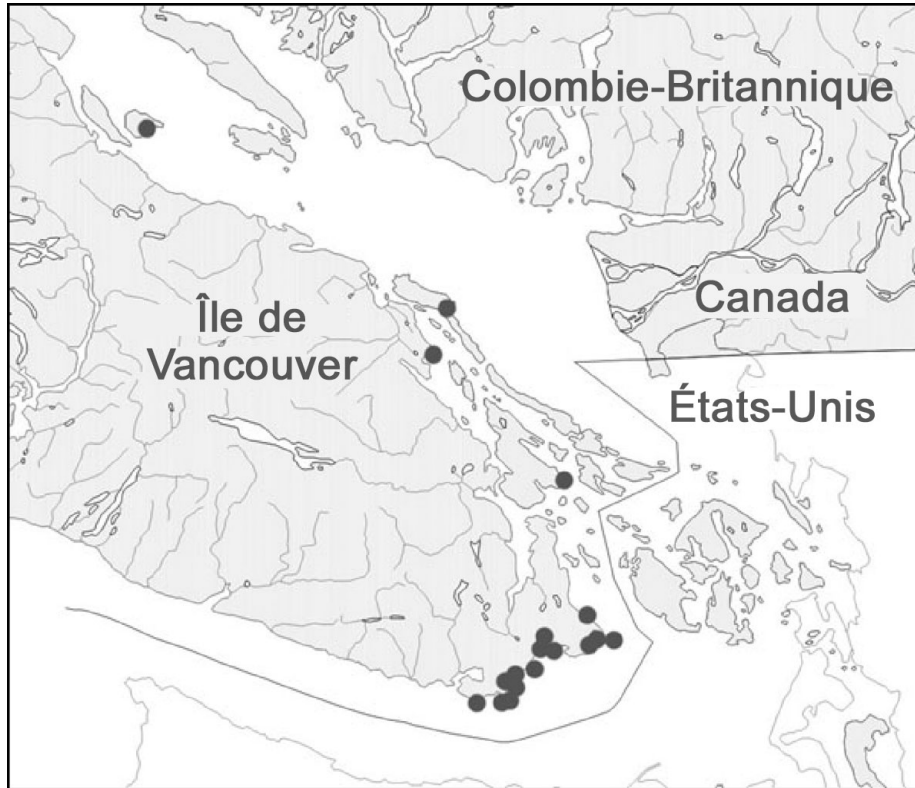 Colombie-Britannique
Canada
Île de
Vancouver
États-Unis